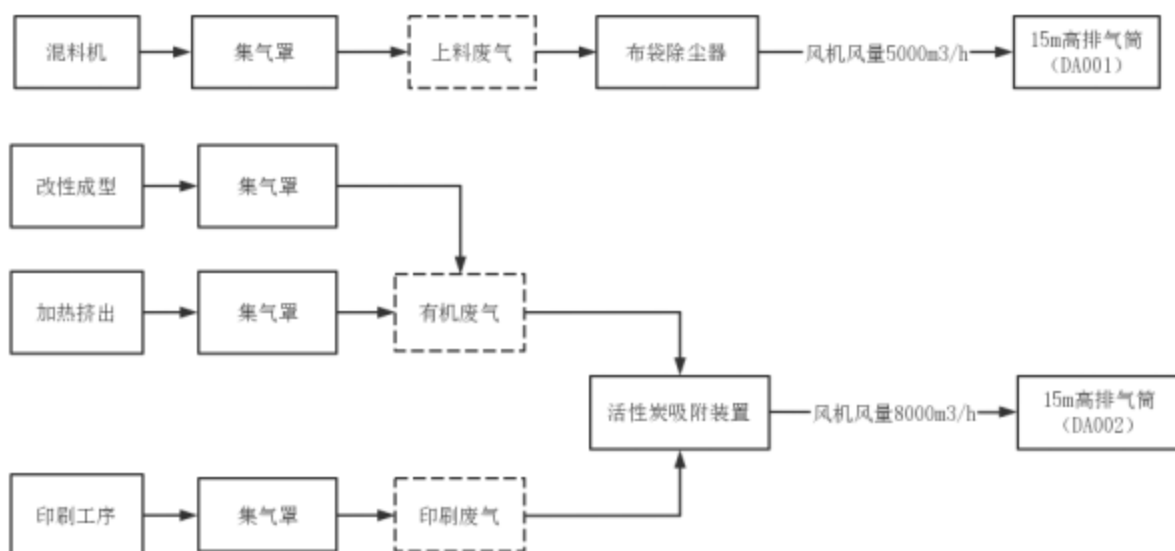 混料机
集气罩
上料废气
布袋除尘器
风机风量5000m3/h
15m高排气筒
（DA001）
改性成型
集气罩
加热挤出
集气罩
有机废气
活性炭吸附装置
风机风量8000m3/h
15m高排气筒
（DA002）
印刷工序
集气罩
印刷废气